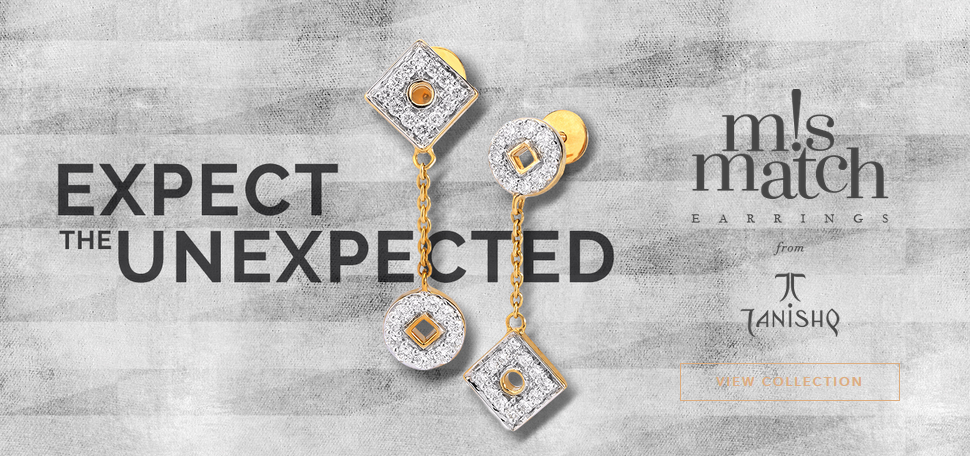 EXPECT
THE UNEXPECTED
m!s
match
EARRINGS
from
TANISHQ
VIEW COLLECTION